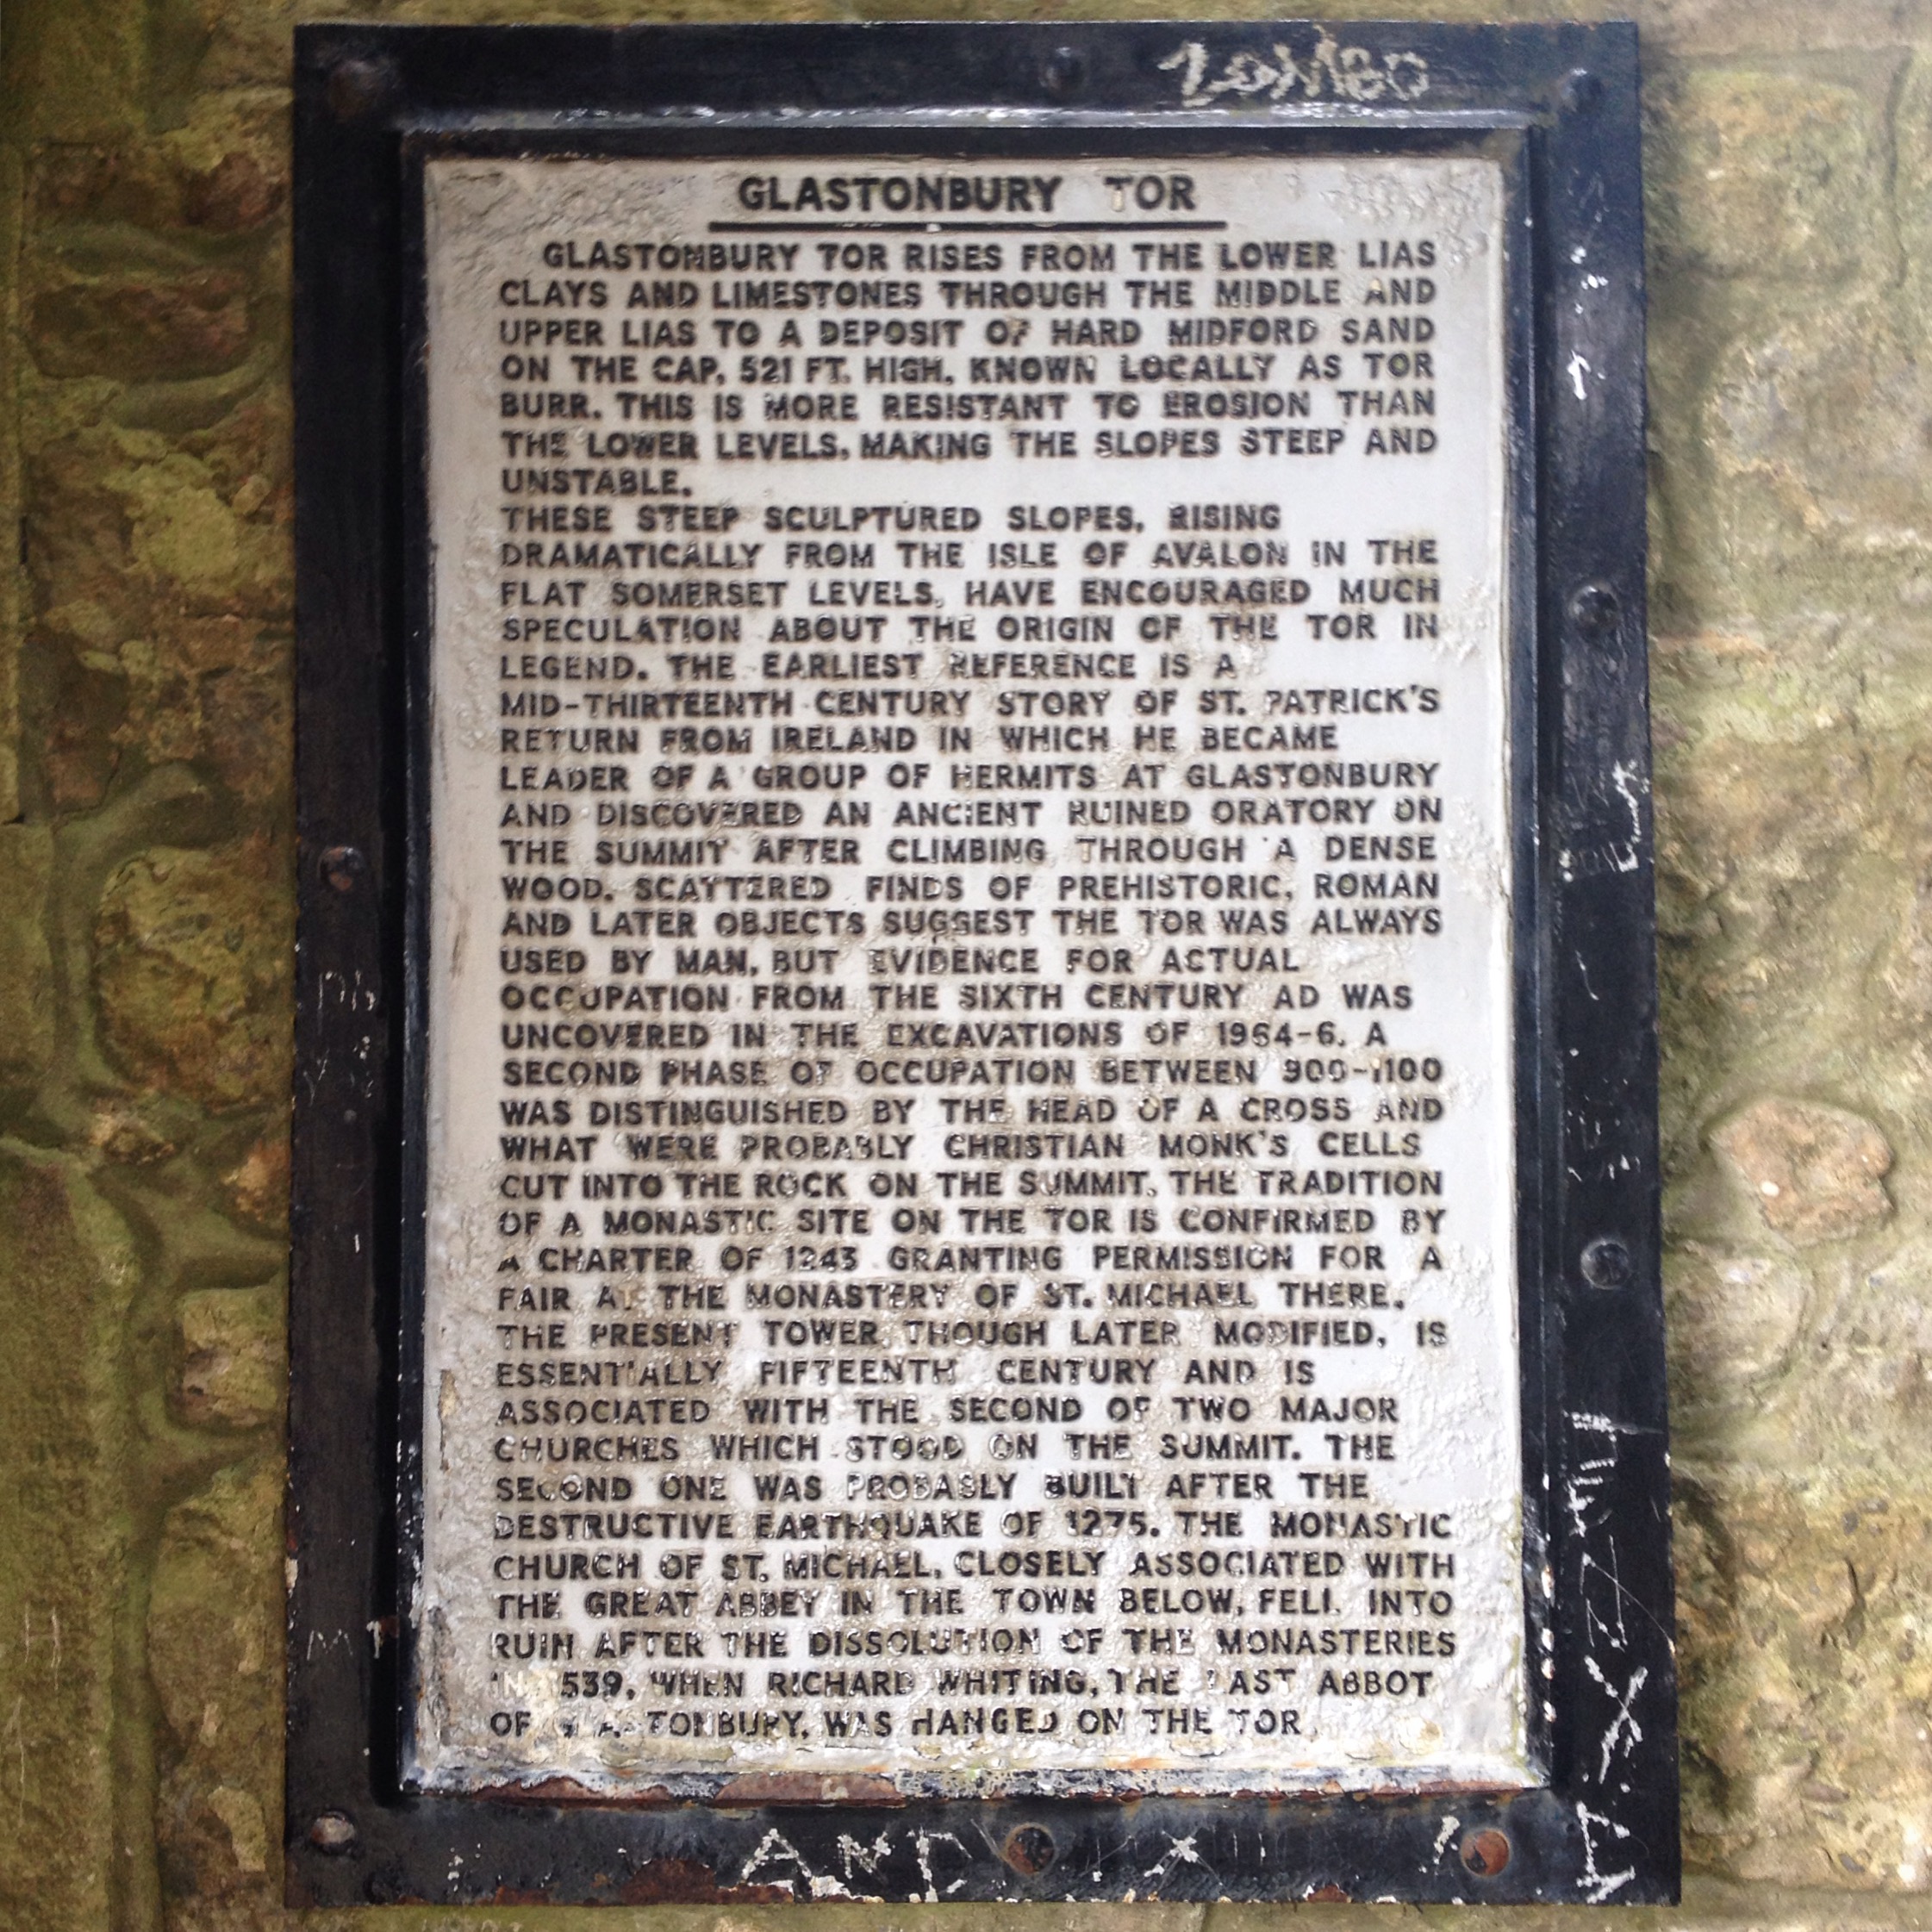 ZOMBO
GLASTONBURY TOR
GLASTONBURY TOR RISES FROM THE LOWER LIAS
CLAYS AND LIMESTONES THROUGH THE MIDDLE AND
UPPER LIAS TO A DEPOSIT OF HARD MIDFORD SAND
ON THE CAP, 521 FT. HIGH, KNOWN LOCALLY AS TOR
BURR. THIS IS MORE RESISTANT TO EROSION THAN
THE LOWER LEVELS, MAKING THE SLOPES STEEP AND
UNSTABLE.
THESE STEEP SCULPTURED SLOPES, RISING
DRAMATICALLY FROM THE ISLE OF AVALON IN THE
FLAT SOMERSET LEVELS, HAVE ENCOURAGED MUCH
SPECULATION ABOUT THE ORIGIN OF THE TOR IN
LEGEND. THE EARLIEST REFERENCE IS A
MID-THIRTEENTH CENTURY STORY OF ST. PATRICK'S
RETURN FROM IRELAND IN WHICH HE BECAME
LEADER OF A GROUP OF HERMITS AT GLASTONBURY
AND DISCOVERED AN ANCIENT RUINED ORATORY ON
THE SUMMIT AFTER CLIMBING THROUGH A DENSE
WOOD. SCATTERED FINDS OF PREHISTORIC, ROMAN
AND LATER OBJECTS SUGGEST THE TOR WAS ALWAYS
USED BY MAN, BUT EVIDENCE FOR ACTUAL
OCCUPATION FROM THE SIXTH CENTURY AD WAS
UNCOVERED IN THE EXCAVATIONS OF 1964-6. A
SECOND PHASE OF OCCUPATION BETWEEN 900-1100
WAS DISTINGUISHED BY THE HEAD OF A CROSS AND
WHAT WERE PROBABLY CHRISTIAN MONK'S CELLS
CUT INTO THE ROCK ON THE SUMMIT. THE TRADITION
OF A MONASTIC SITE ON THE TOR IS CONFIRMED BY
A CHARTER OF 1243 GRANTING PERMISSION FOR A
FAIR AT THE MONASTERY OF ST. MICHAEL THERE.
THE PRESENT TOWER, THOUGH LATER MODIFIED, IS
ESSENTIALLY FIFTEENTH CENTURY AND IS
ASSOCIATED WITH THE SECOND OF TWO MAJOR
CHURCHES WHICH STOOD ON THE SUMMIT. THE
SECOND ONE WAS PROBABLY BUILT AFTER THE
DESTRUCTIVE EARTHQUAKE OF 1275. THE MONASTIC
CHURCH OF ST. MICHAEL, CLOSELY ASSOCIATED WITH
THE GREAT ABBEY IN THE TOWN BELOW, FELL INTO
RUIN AFTER THE DISSOLUTION OF THE MONASTERIES
IN 1539, WHEN RICHARD WHITING, THE LAST ABBOT
OF GLASTONBURY, WAS HANGED ON THE TOR.
AND